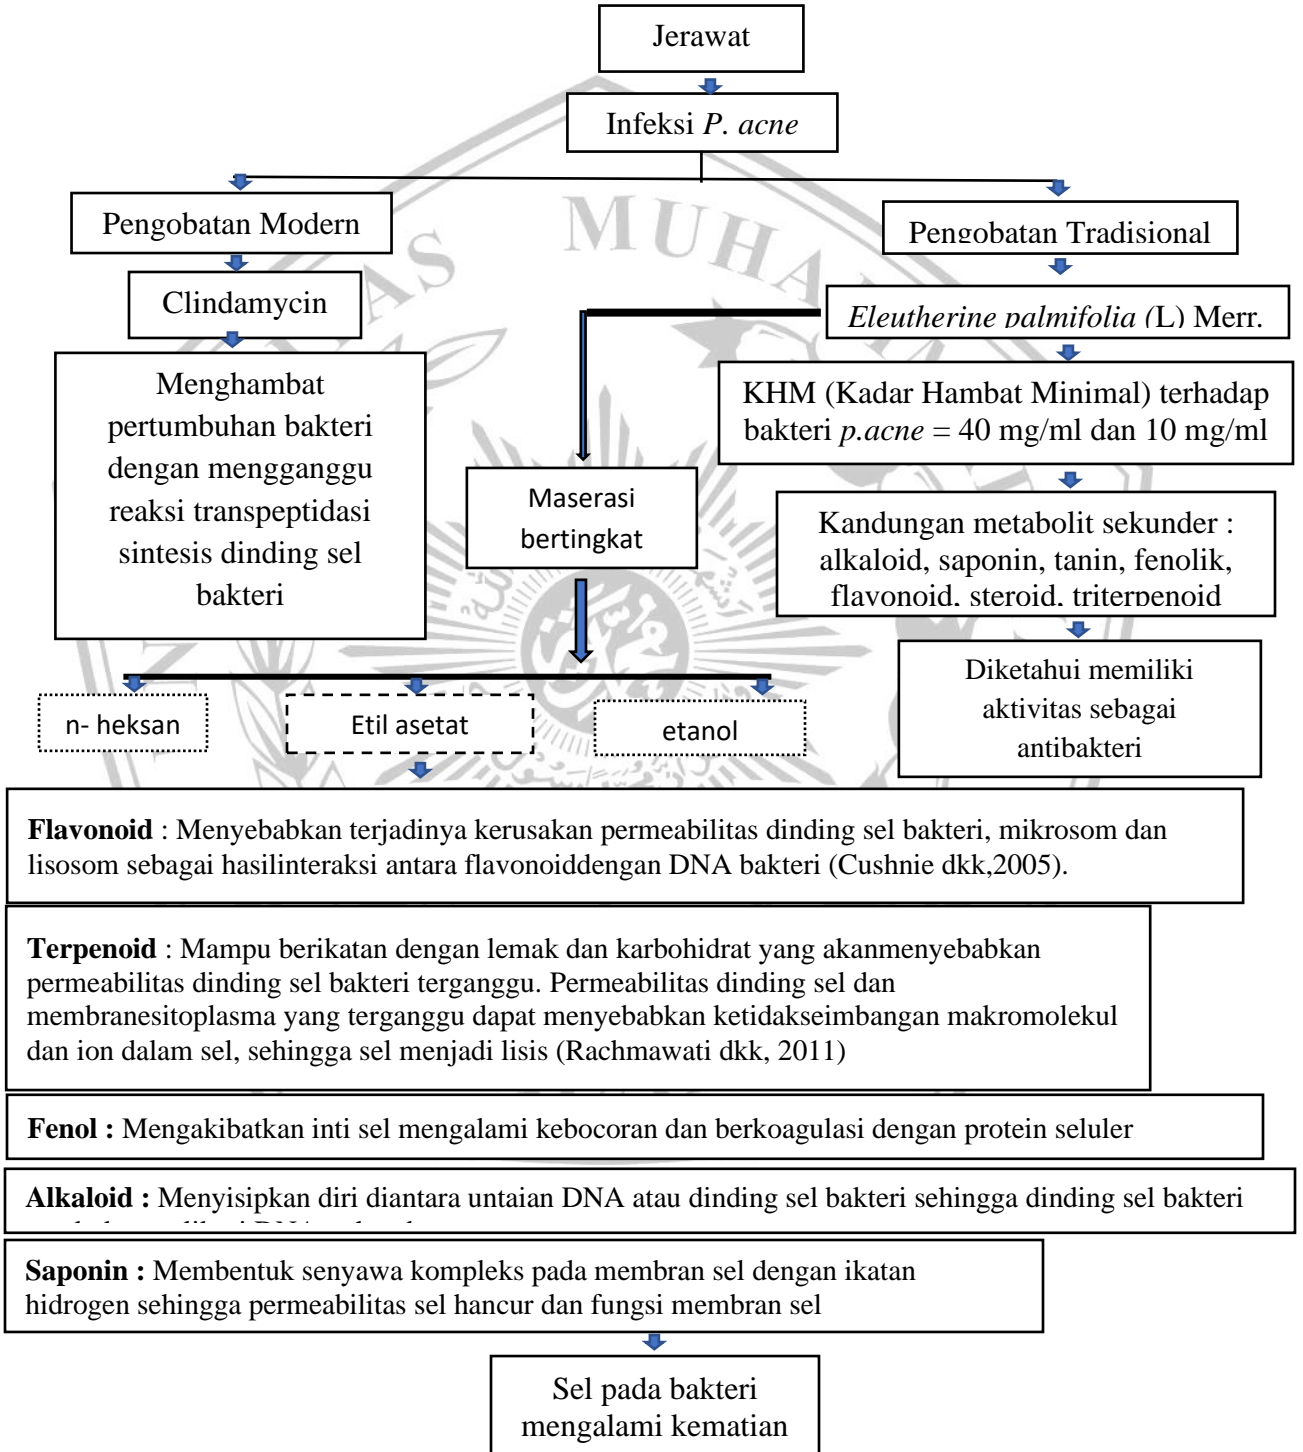 Jerawat
Infeksi P. acne
Pengobatan Modern
Pengobatan Tradisional
Clindamycin
Eleutherine palmifolia (L) Merr.
Menghambat
pertumbuhan bakteri
dengan mengganggu
reaksi transpeptidasi
sintesis dinding sel
bakteri
KHM (Kadar Hambat Minimal) terhadap
bakteri p.acne = 40 mg/ml dan 10 mg/ml
Maserasi
bertingkat
Kandungan metabolit sekunder :
alkaloid, saponin, tanin, fenolik,
flavonoid, steroid, triterpenoid
Diketahui memiliki
aktivitas sebagai
antibakteri
n- heksan
Etil asetat
etanol
Flavonoid : Menyebabkan terjadinya kerusakan permeabilitas dinding sel bakteri, mikrosom dan
lisosom sebagai hasilinteraksi antara flavonoiddengan DNA bakteri (Cushnie dkk,2005).
Terpenoid : Mampu berikatan dengan lemak dan karbohidrat yang akanmenyebabkan
permeabilitas dinding sel bakteri terganggu. Permeabilitas dinding sel dan
membranesitoplasma yang terganggu dapat menyebabkan ketidakseimbangan makromolekul
dan ion dalam sel, sehingga sel menjadi lisis (Rachmawati dkk, 2011)
Fenol : Mengakibatkan inti sel mengalami kebocoran dan berkoagulasi dengan protein seluler
Alkaloid : Menyisipkan diri diantara untaian DNA atau dinding sel bakteri sehingga dinding sel bakteri
Saponin : Membentuk senyawa kompleks pada membran sel dengan ikatan
hidrogen sehingga permeabilitas sel hancur dan fungsi membran sel
Sel pada bakteri
mengalami kematian
MUHA